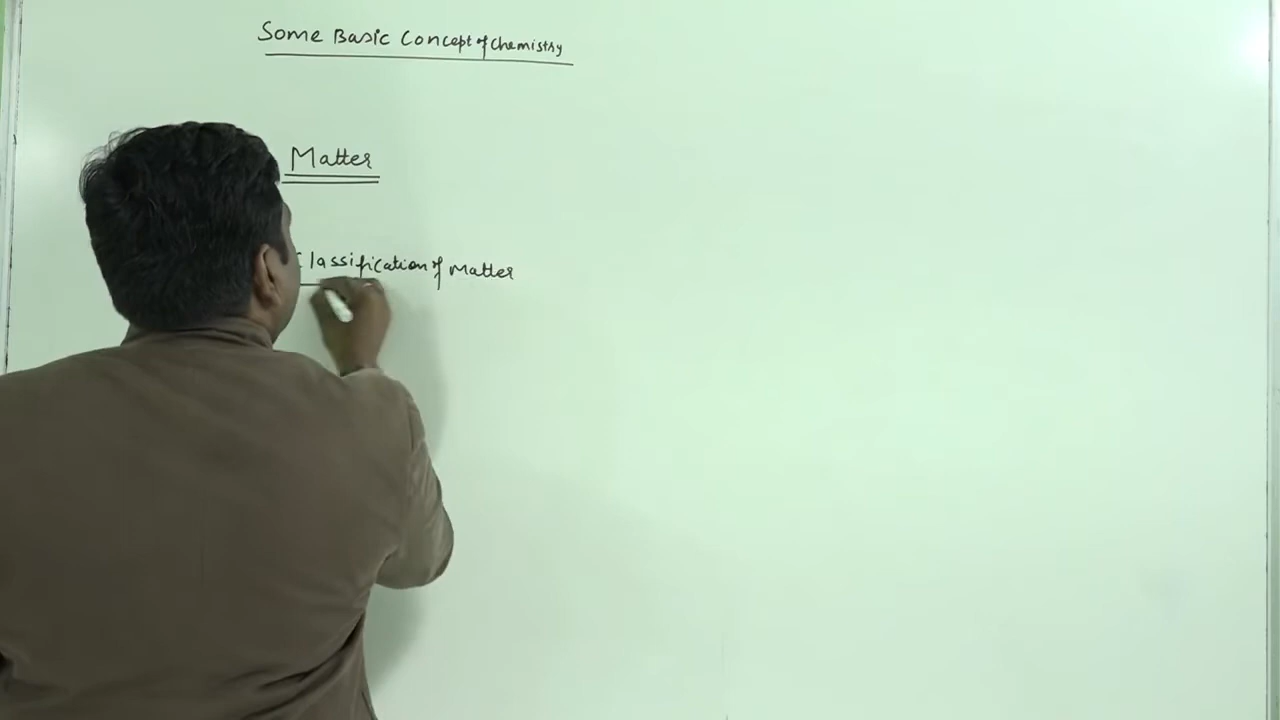 Some Basic Concept of Chemistry
Matter
Classification of Matter